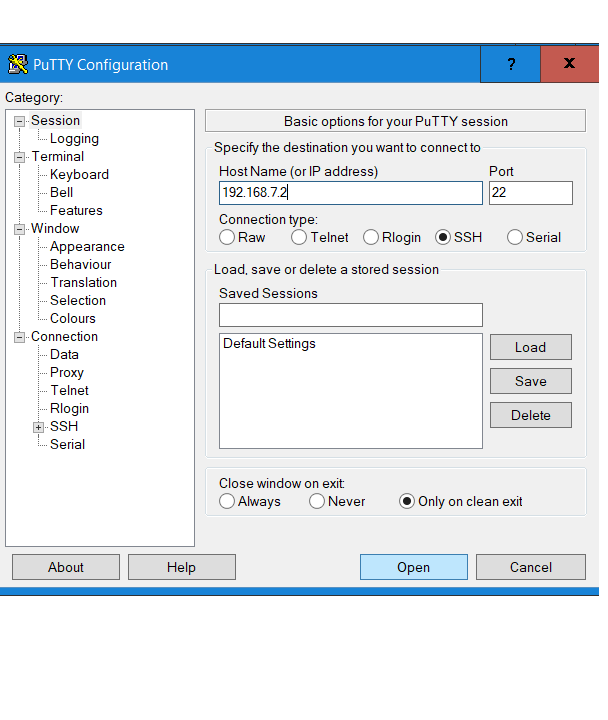 PuTTY Configuration
? x
Category:
Session
Logging
Terminal
Keyboard
Bell
Features
Window
Appearance
Behaviour
Translation
Selection
Colours
Connection
Data
Proxy
Telnet
Rlogin
SSH
Serial
Basic options for your PuTTY session
Specify the destination you want to connect to
Host Name (or IP address) Port
192.168.7.2 22
Connection type:
Raw Telnet Rlogin SSH Serial
Load, save or delete a stored session
Saved Sessions
Default Settings
Load
Save
Delete
Close window on exit:
Always Never Only on clean exit
About Help Open Cancel